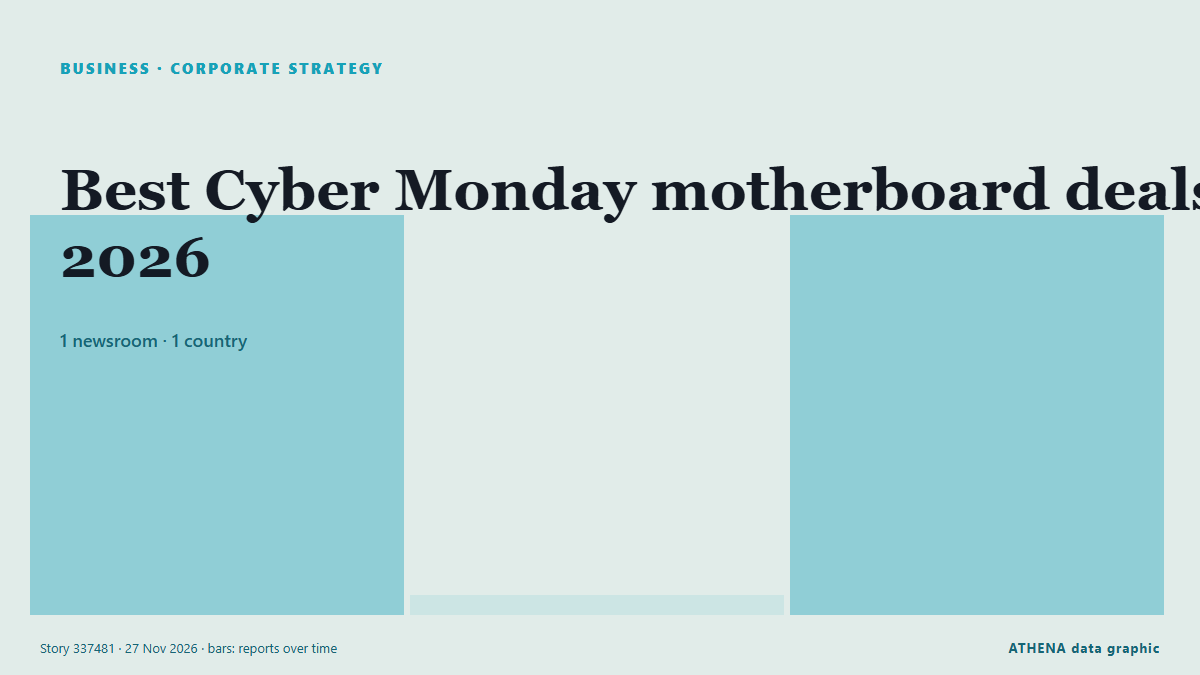 BUSINESS · CORPORATE STRATEGY
Best Cyber Monday motherboard deals
2026
1 newsroom · 1 country
Story 337481 · 27 Nov 2026 · bars: reports over time
ATHENA data graphic